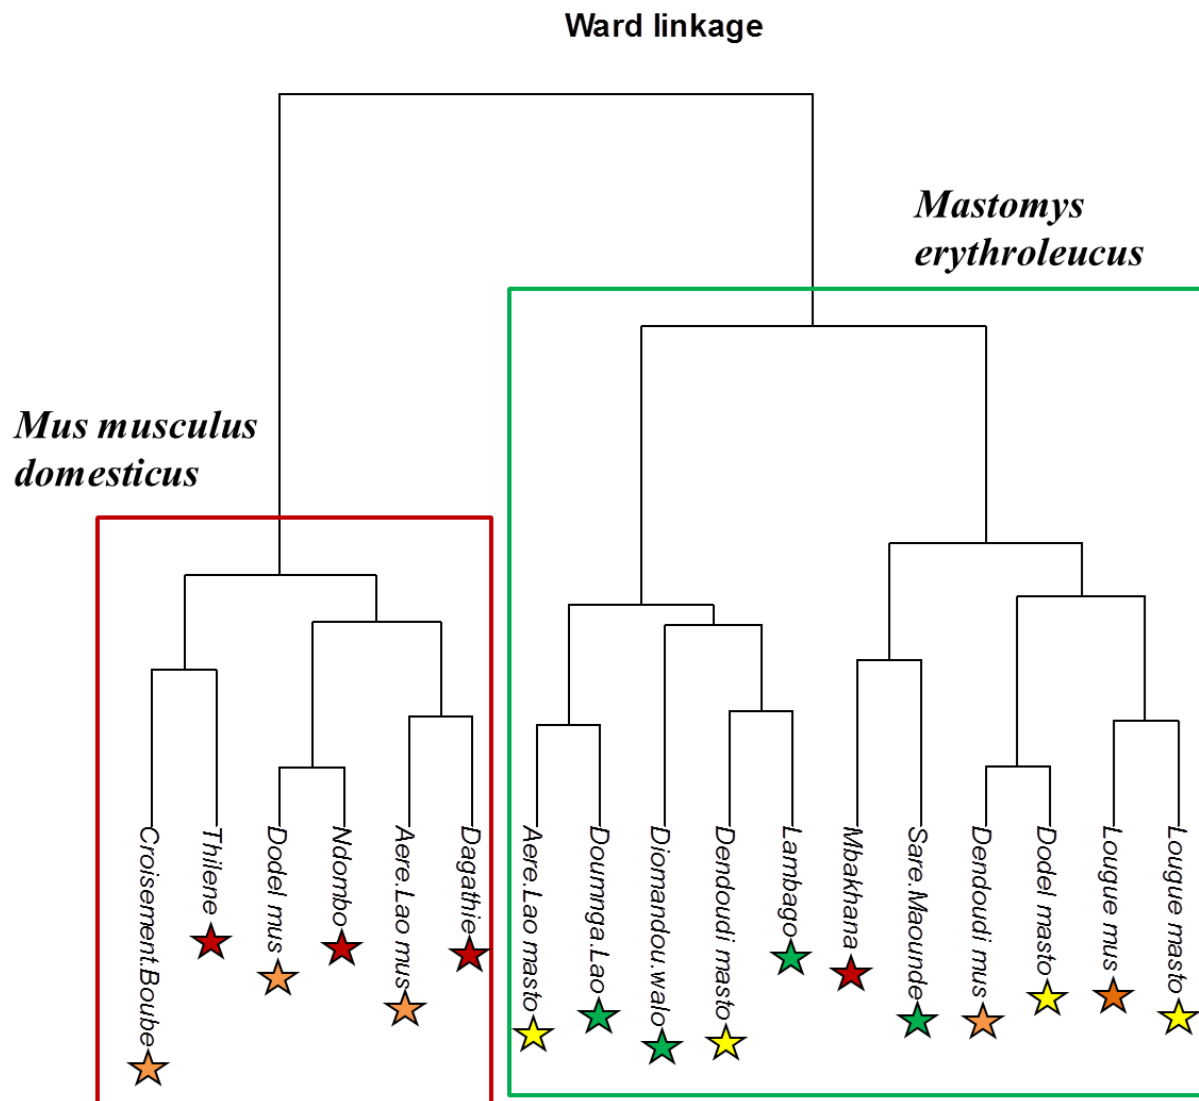 Ward linkage
Mastomys
erythroleucus
Mus musculus
domesticus
Croisement.Boube
Thilene
Dodel mus
Ndombo
Aere.Lao mus
Dagathie
Aere.Lao masto
Doumnga.Lao
Diomandou.walo
Dendoudi masto
Lambago
Mbakhana
Sare.Maounde
Dendoudi mus
Dodel masto
Lougue mus
Lougue masto